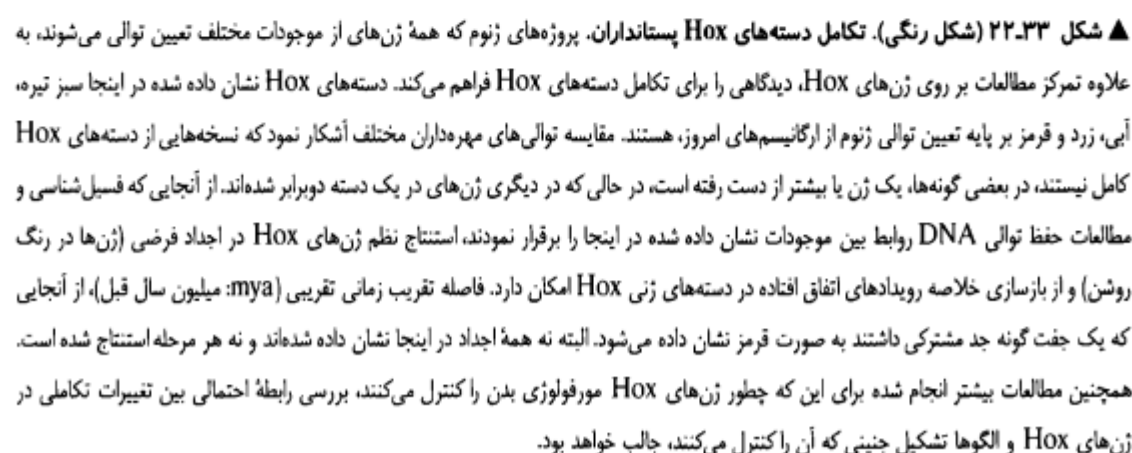 ▲ شکل ۳۳ـ۲۲ (شکل رنگی). تکامل دسته‌های Hox پستانداران. پروژه‌های ژنوم که همهٔ ژن‌های از موجودات مختلف تعیین توالی می‌شوند، به
علاوه تمرکز مطالعات بر روی ژن‌های Hox، دیدگاهی را برای تکامل دسته‌های Hox فراهم می‌کند. دسته‌های Hox نشان داده شده در اینجا سبز تیره،
آبی، زرد و قرمز بر پایه تعیین توالی ژنوم از ارگانیسم‌های امروز، هستند. مقایسه توالی‌های مهره‌داران مختلف آشکار نمود که نسخه‌هایی از دسته‌های Hox
کامل نیستند، در بعضی گونه‌ها، یک ژن یا بیشتر از دست رفته است، در حالی که در دیگری ژن‌های در یک دسته دوبرابر شده‌اند. از آنجایی که فسیل‌شناسی و
مطالعات حفظ توالی DNA روابط بین موجودات نشان داده شده در اینجا را برقرار نمودند، استنتاج نظم ژن‌های Hox در اجداد فرضی (ژن‌ها در رنگ
روشن) و از بازسازی خلاصه رویدادهای اتفاق افتاده در دسته‌های ژنی Hox امکان دارد. فاصله تقریب زمانی تقریبی (mya: میلیون سال قبل)، از آنجایی
که یک جفت گونه جد مشترکی داشتند به صورت قرمز نشان داده می‌شود. البته نه همهٔ اجداد در اینجا نشان داده شده‌اند و نه هر مرحله استنتاج شده است.
همچنین مطالعات بیشتر انجام شده برای این که چطور ژن‌های Hox مورفولوژی بدن را کنترل می‌کنند، بررسی رابطهٔ احتمالی بین تغییرات تکاملی در
ژن‌های Hox و الگوها تشکیل جنینی که آن را کنترل می‌کنند، جالب خواهد بود.